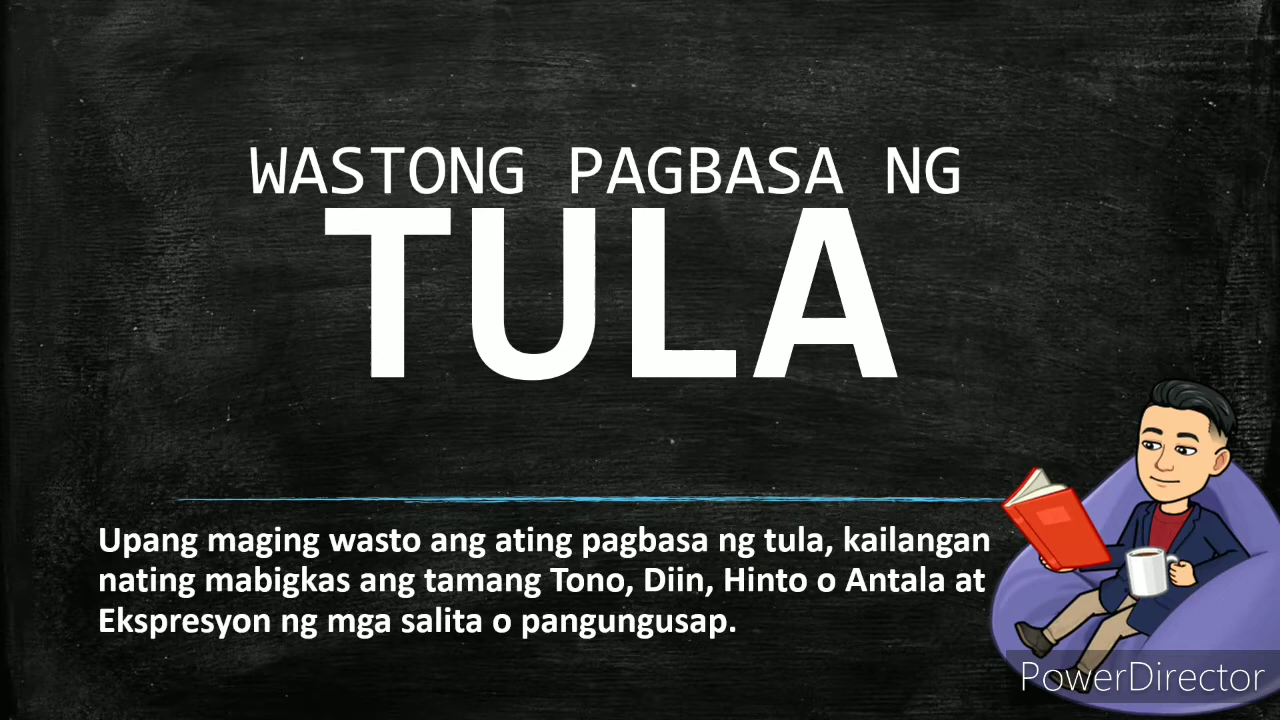 WASTONG PAGBASA NG
TULA
Upang maging wasto ang ating pagbasa ng tula, kailangan
nating mabigkas ang tamang Tono, Diin, Hinto o Antala at
Ekspresyon ng mga salita o pangungusap.
PowerDirector